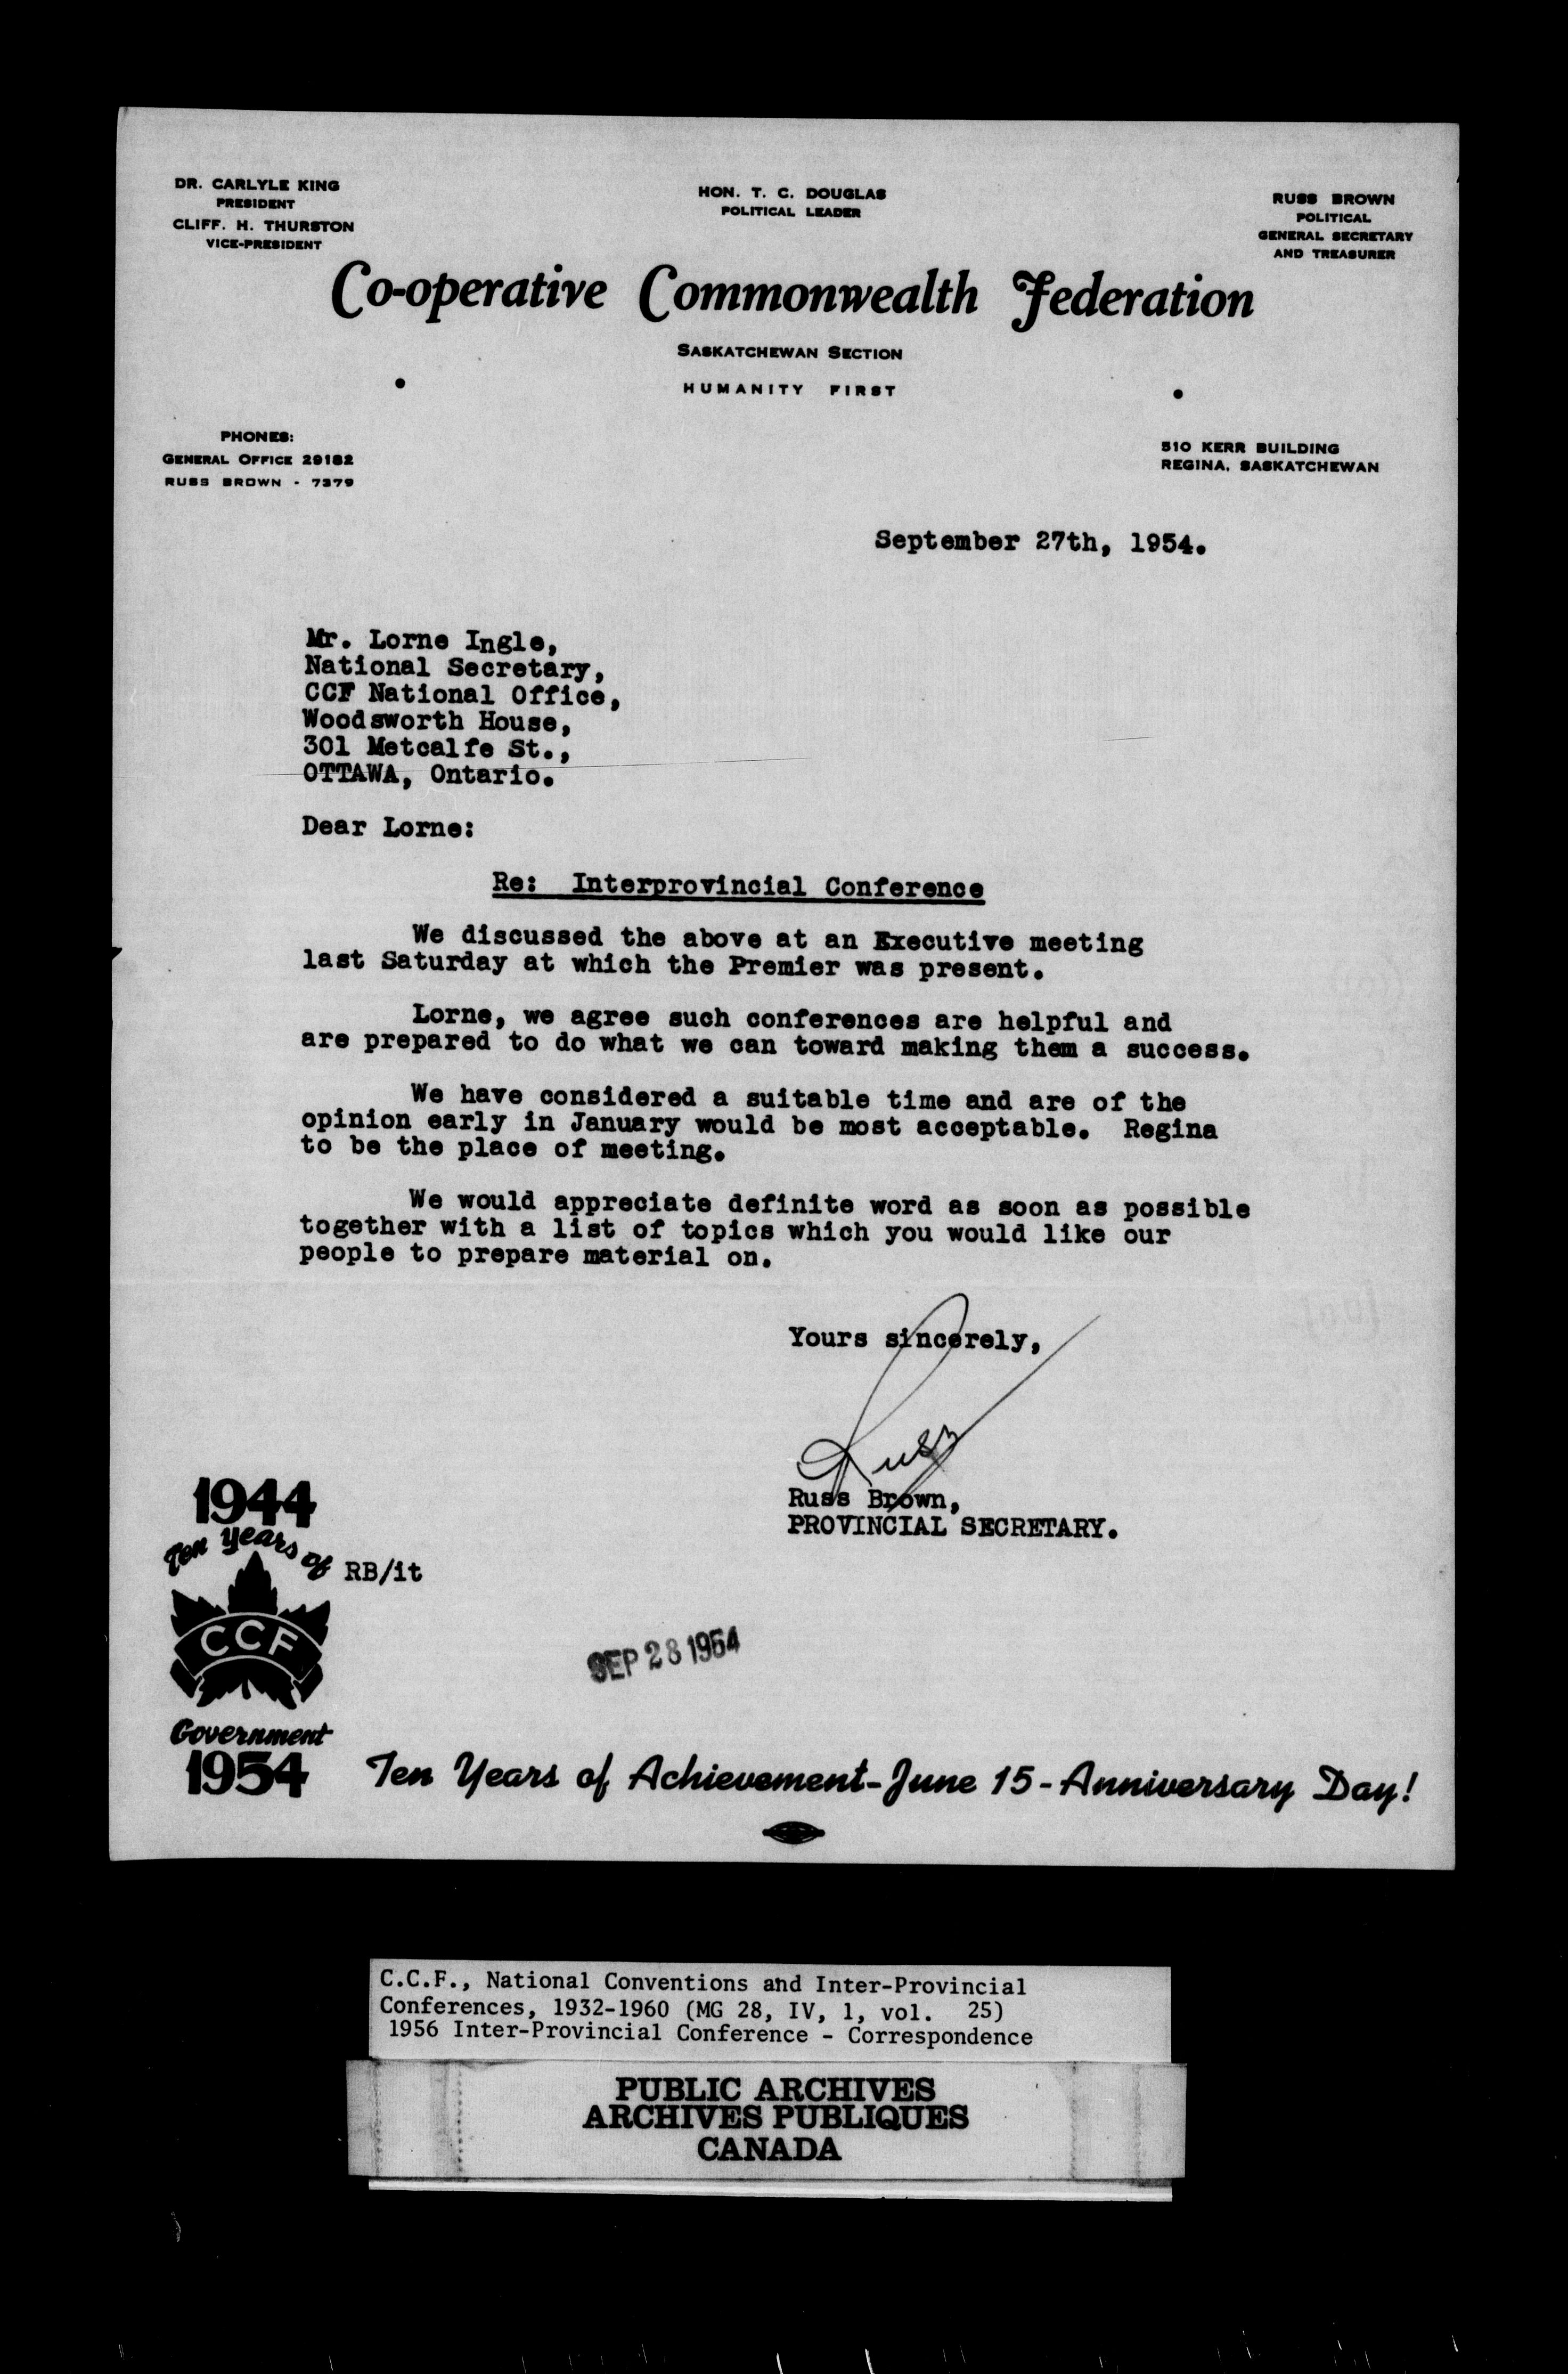 DR. CARLYLE KING
PRESIDENT
CLIFF. H. THURSTON
VICE-PRESIDENT
HON. T. C. DOUGLAS
POLITICAL LEADER
RUSS BROWN
POLITICAL
GENERAL SECRETARY
AND TREASURER
Co-operative Commonwealth Federation
SASKATCHEWAN SECTION
HUMANITY FIRST
PHONES:
GENERAL OFFICE 29182
RUSS BROWN - 7379
510 KERR BUILDING
REGINA, SASKATCHEWAN
September 27th, 1954.
Mr. Lorne Ingle,
National Secretary,
CCF National Office,
Woodsworth House,
301 Metcalfe St.,
OTTAWA, Ontario.
Dear Lorne:
Re: Interprovincial Conference
We discussed the above at an Executive meeting
last Saturday at which the Premier was present.
Lorne, we agree such conferences are helpful and
are prepared to do what we can toward making them a success.
We have considered a suitable time and are of the
opinion early in January would be most acceptable. Regina
to be the place of meeting.
We would appreciate definite word as soon as possible
together with a list of topics which you would like our
people to prepare material on.
Yours sincerely,
Russ
Russ Brown,
PROVINCIAL SECRETARY.
1944
Ten Years of
RB/it
CCF
SEP 28 1954
Government
1954
Ten Years of Achievement-June 15-Anniversary Day!
C.C.F., National Conventions and Inter-Provincial
Conferences, 1932-1960 (MG 28, IV, 1, vol. 25)
1956 Inter-Provincial Conference - Correspondence
PUBLIC ARCHIVES
ARCHIVES PUBLIQUES
CANADA